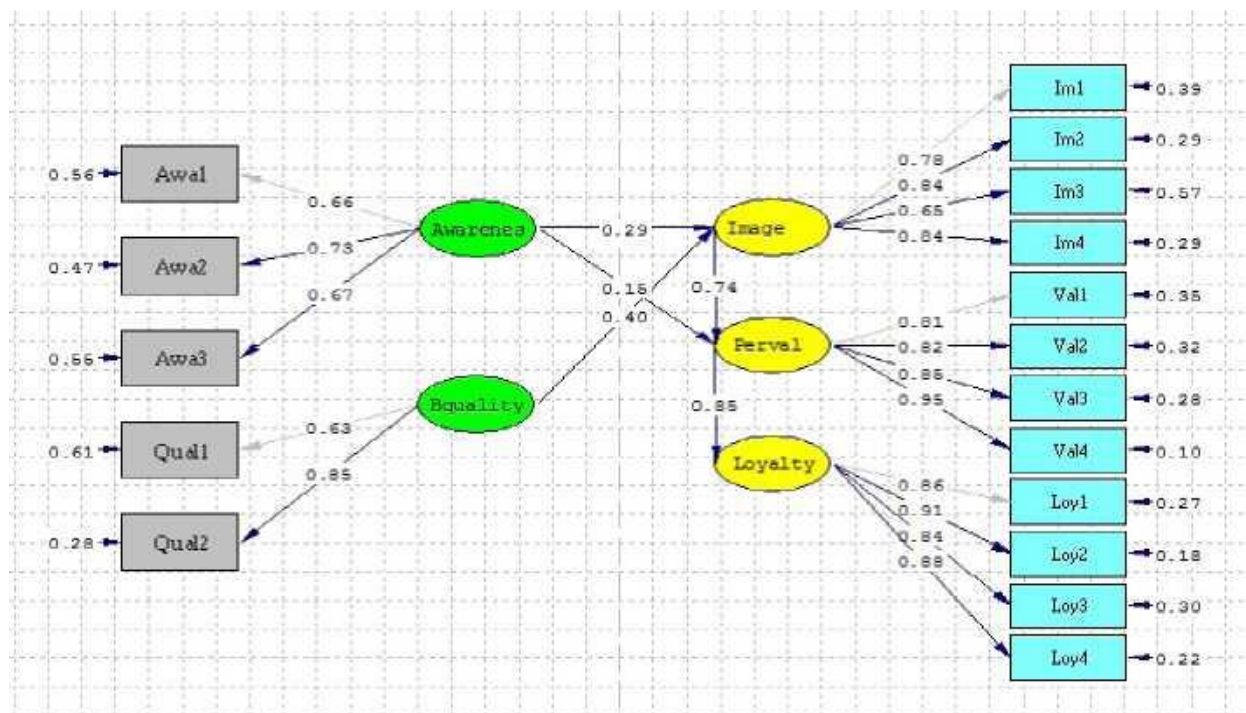 0.56 Awa1
0.47 Awa2
0.56 Awa3
0.61 Qual1
0.28 Qual2
0.66
0.73
0.67
0.63
0.85
Awarenes
Bquality
0.29
0.15
0.40
0.74
0.85
Image
Perval
Loyalty
0.78
0.84
0.65
0.84
0.81
0.82
0.85
0.95
0.86
0.91
0.84
0.88
Im1 0.39
Im2 0.29
Im3 0.57
Im4 0.29
Val1 0.35
Val2 0.32
Val3 0.28
Val4 0.10
Loy1 0.27
Loy2 0.18
Loy3 0.30
Loy4 0.22